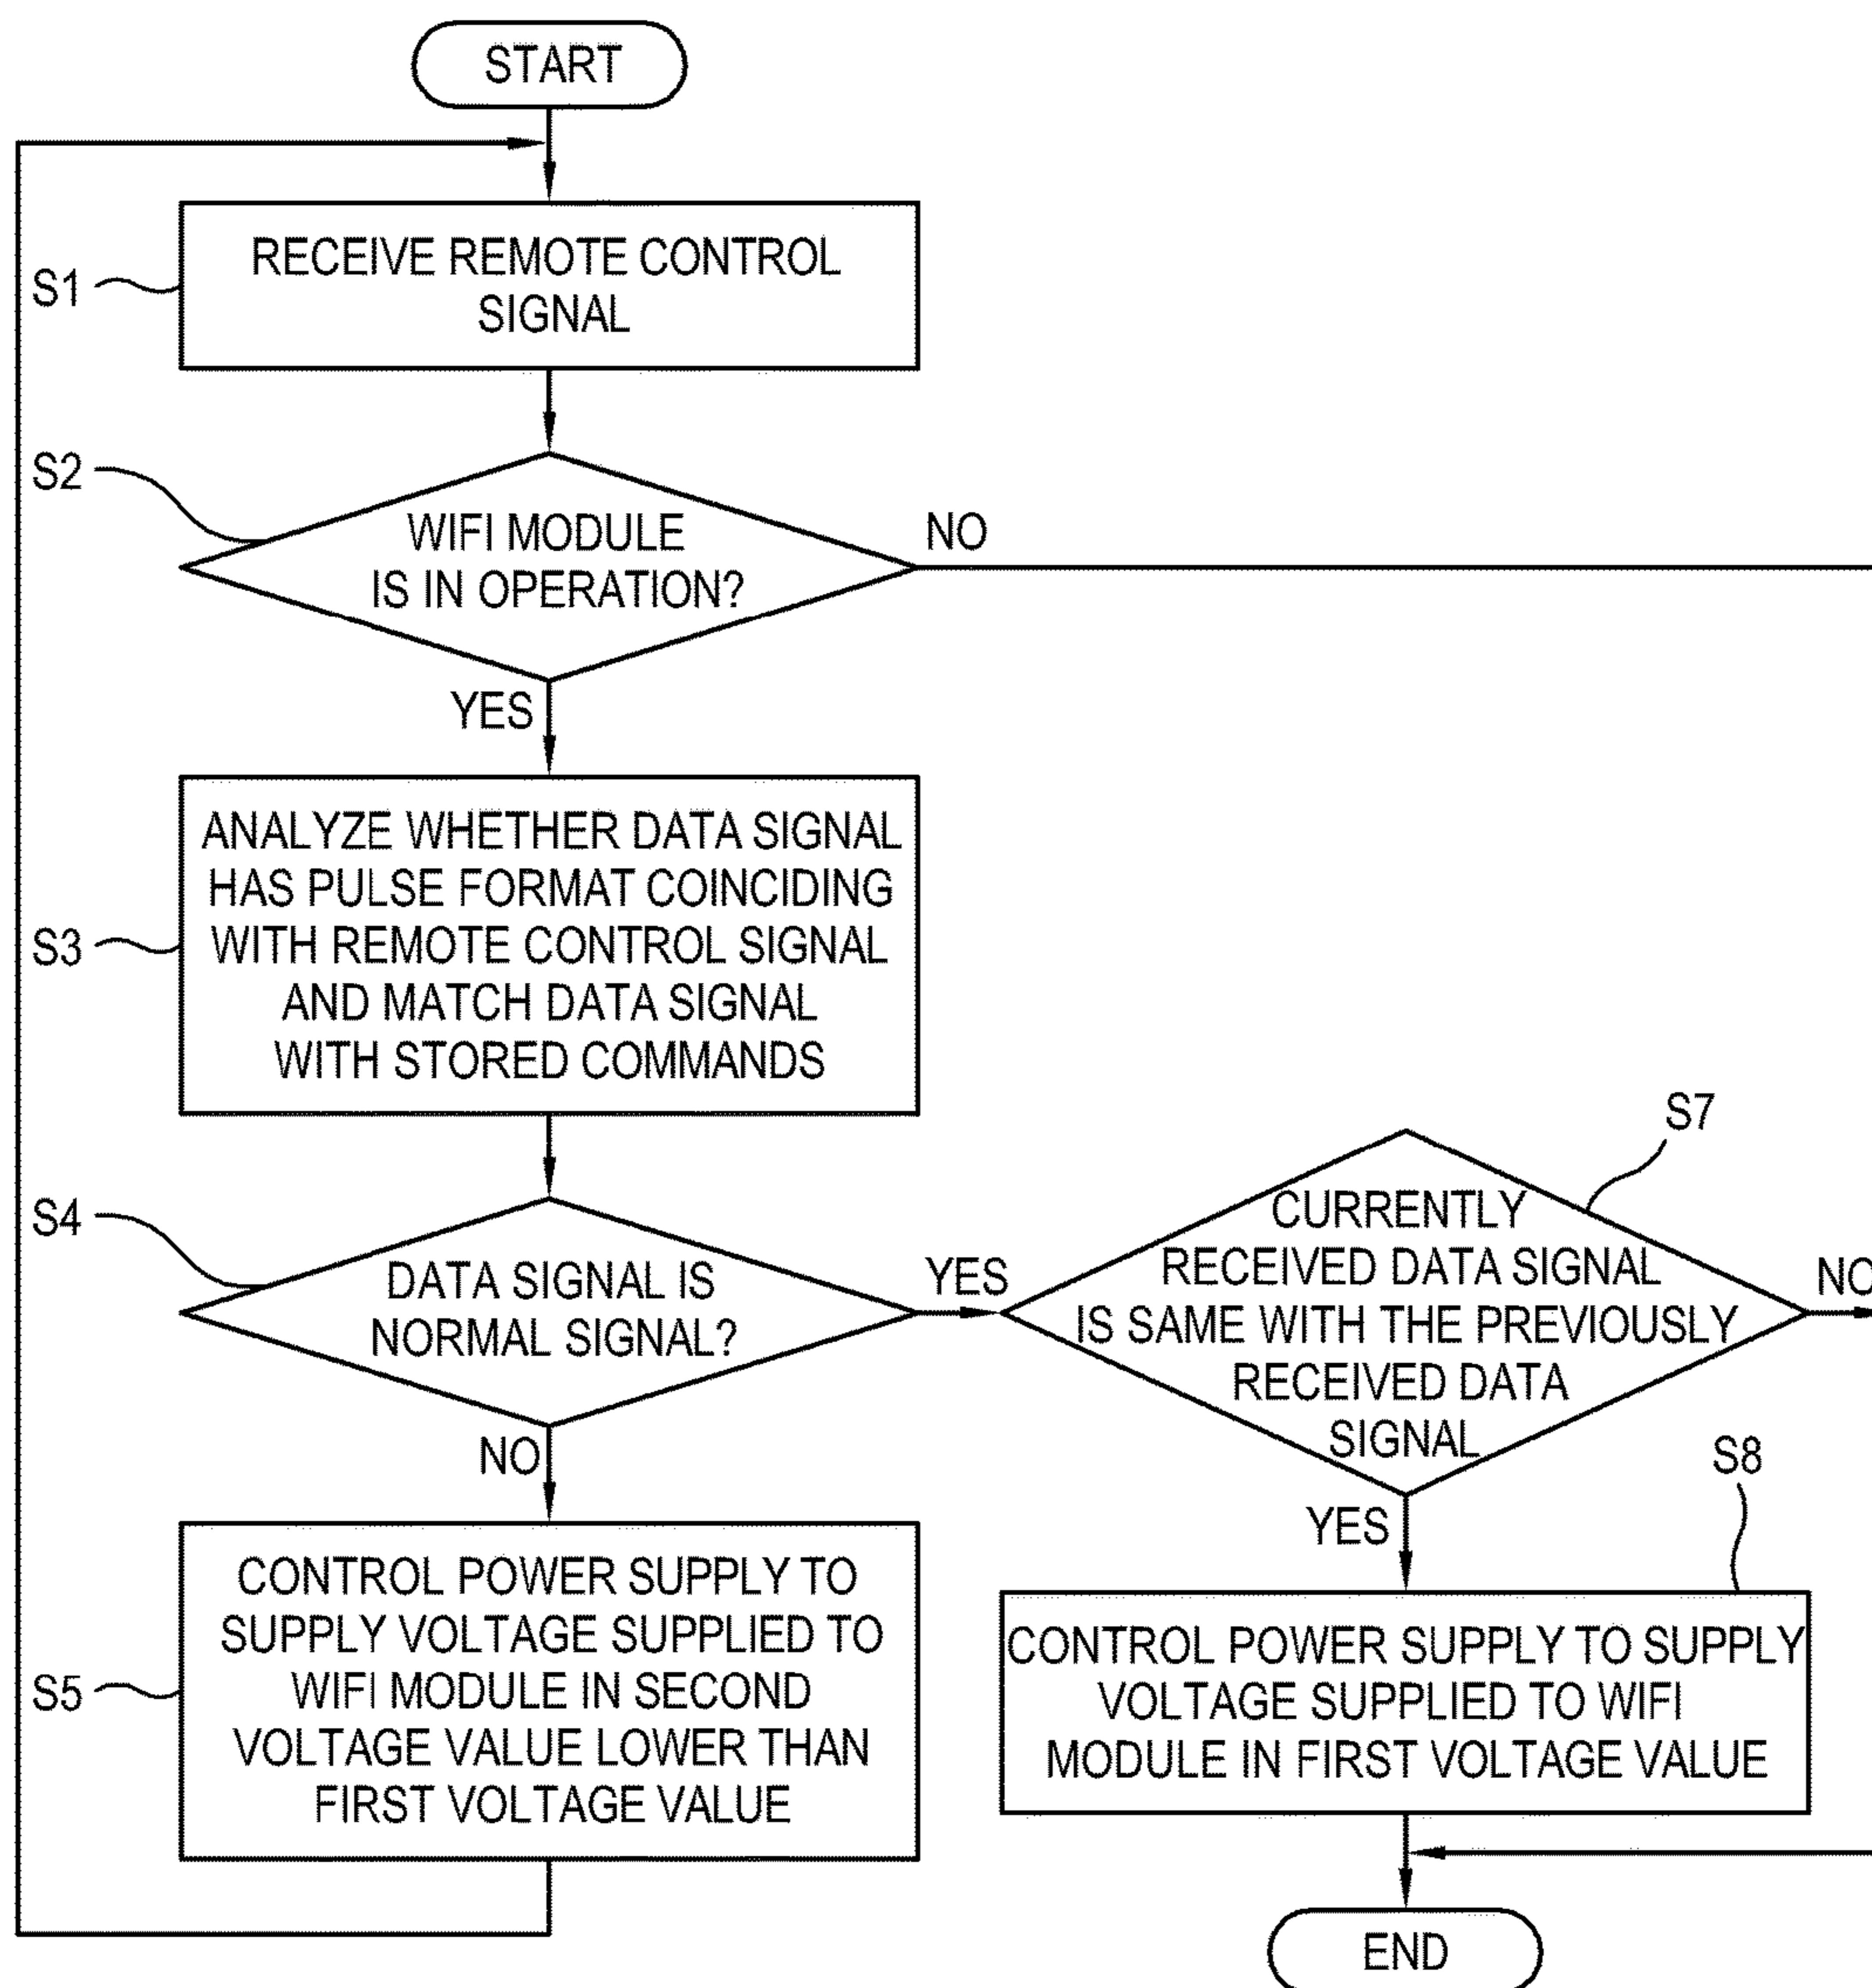 START
S1
RECEIVE REMOTE CONTROL
SIGNAL
S2
WIFI MODULE
IS IN OPERATION?
NO
YES
S3
ANALYZE WHETHER DATA SIGNAL
HAS PULSE FORMAT COINCIDING
WITH REMOTE CONTROL SIGNAL
AND MATCH DATA SIGNAL
WITH STORED COMMANDS
S4
DATA SIGNAL IS
NORMAL SIGNAL?
YES
NO
S5
CONTROL POWER SUPPLY TO
SUPPLY VOLTAGE SUPPLIED TO
WIFI MODULE IN SECOND
VOLTAGE VALUE LOWER THAN
FIRST VOLTAGE VALUE
S7
CURRENTLY
RECEIVED DATA SIGNAL
IS SAME WITH THE PREVIOUSLY
RECEIVED DATA
SIGNAL
NO
YES
S8
CONTROL POWER SUPPLY TO SUPPLY
VOLTAGE SUPPLIED TO WIFI
MODULE IN FIRST VOLTAGE VALUE
END